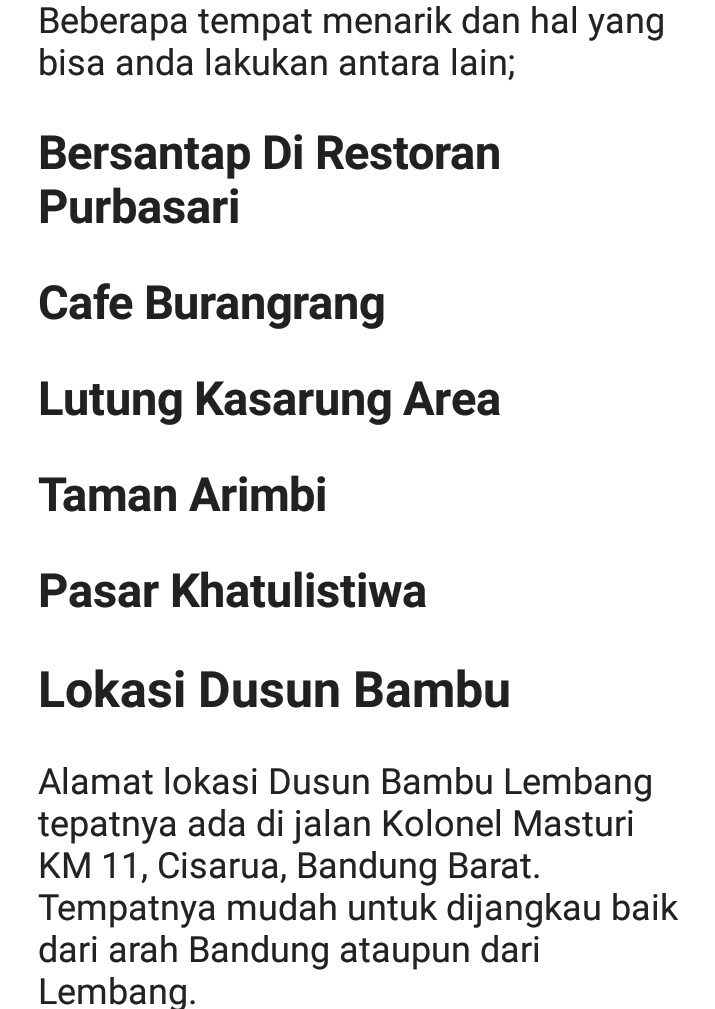 Beberapa tempat menarik dan hal yang
bisa anda lakukan antara lain;
Bersantap Di Restoran
Purbasari
Cafe Burangrang
Lutung Kasarung Area
Taman Arimbi
Pasar Khatulistiwa
Lokasi Dusun Bambu
Alamat lokasi Dusun Bambu Lembang
tepatnya ada di jalan Kolonel Masturi
KM 11, Cisarua, Bandung Barat.
Tempatnya mudah untuk dijangkau baik
dari arah Bandung ataupun dari
Lembang.